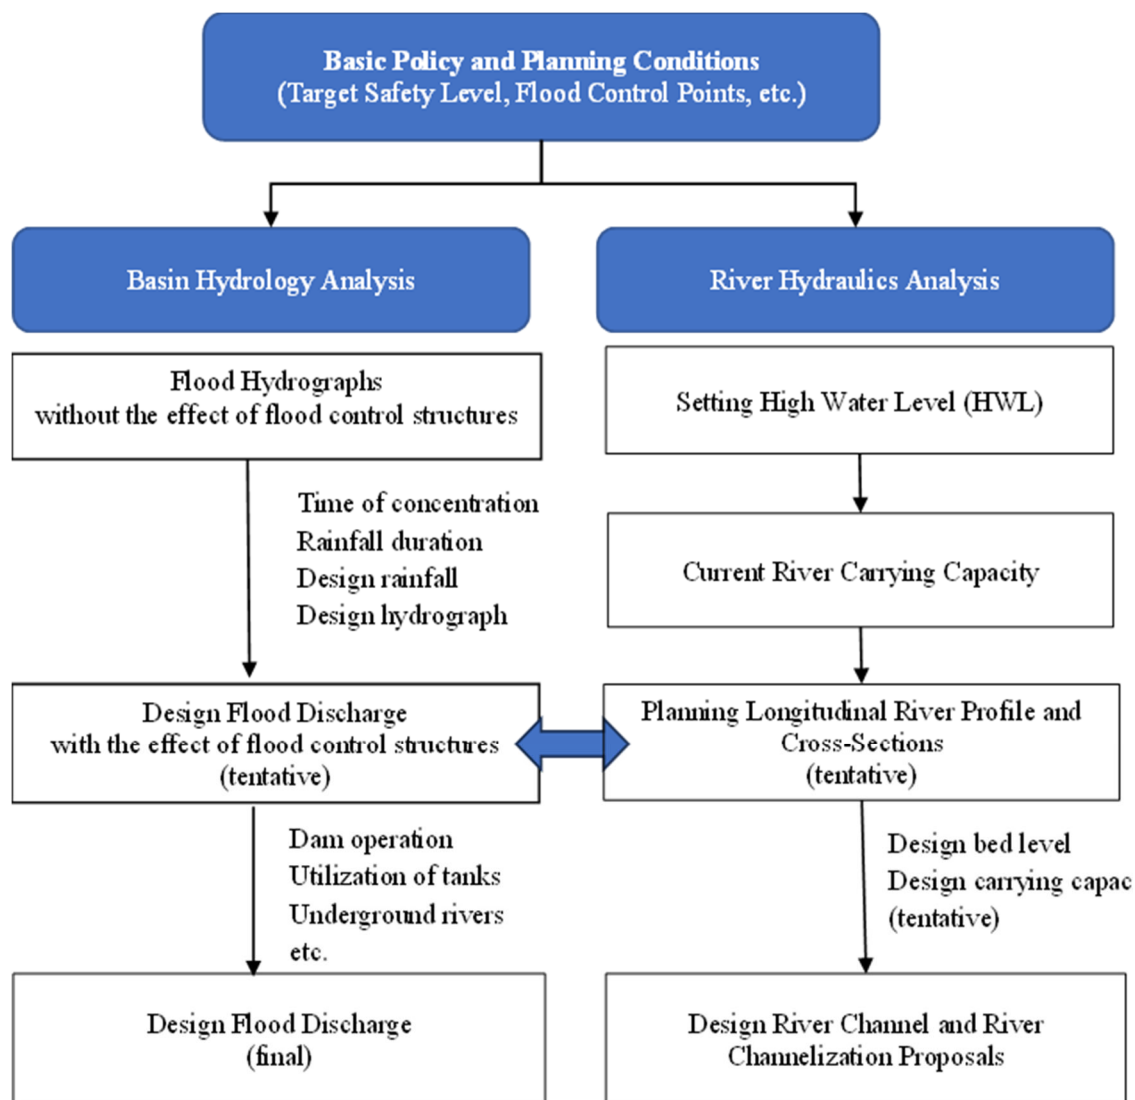 Basic Policy and Planning Conditions
(Target Safety Level, Flood Control Points, etc.)
Basin Hydrology Analysis
River Hydraulics Analysis
Flood Hydrographs
without the effect of flood control structures
Setting High Water Level (HWL)
Time of concentration
Rainfall duration
Design rainfall
Design hydrograph
Current River Carrying Capacity
Design Flood Discharge
with the effect of flood control structures
(tentative)
Planning Longitudinal River Profile and
Cross-Sections
(tentative)
Dam operation
Utilization of tanks
Underground rivers
etc.
Design bed level
Design carrying capac
(tentative)
Design Flood Discharge
(final)
Design River Channel and River
Channelization Proposals